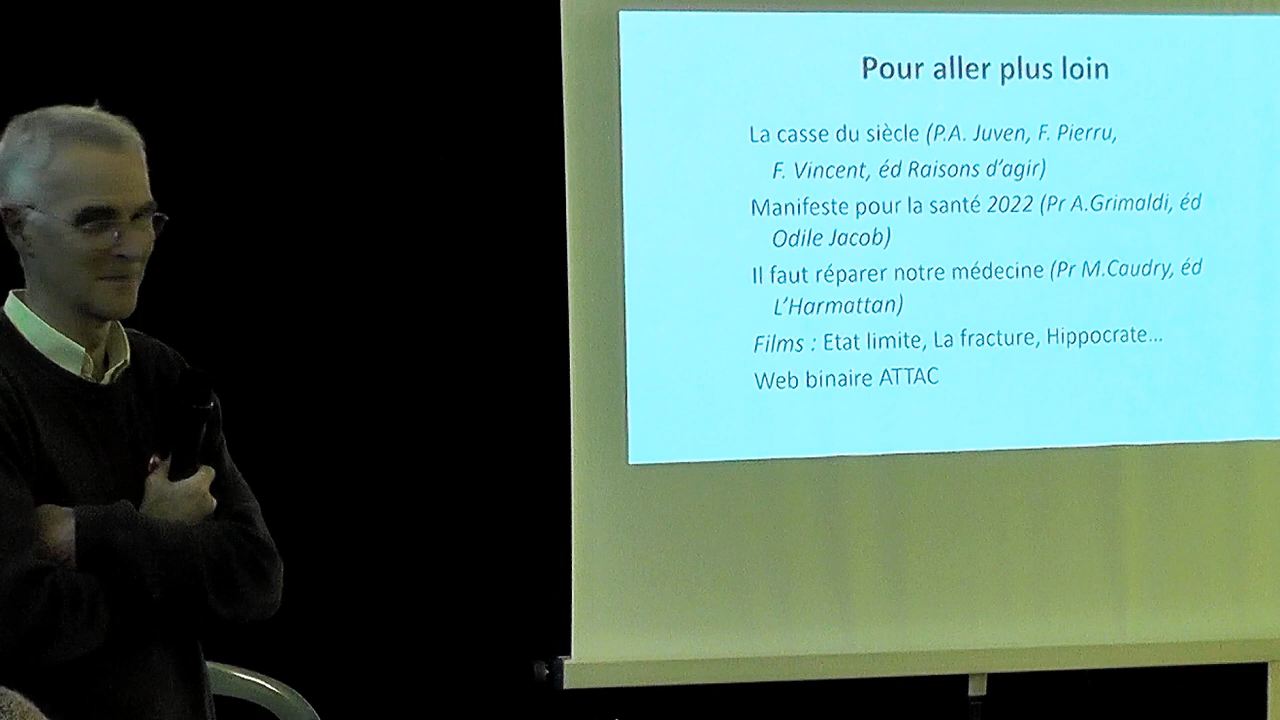 Pour aller plus loin
La casse du siècle (P.A. Juven, F. Pierru,
F. Vincent, éd Raisons d'agir)
Manifeste pour la santé 2022 (Pr A.Grimaldi, éd
Odile Jacob)
Il faut réparer notre médecine (Pr M.Caudry, éd
L'Harmattan)
Films : Etat limite, La fracture, Hippocrate...
Web binaire ATTAC